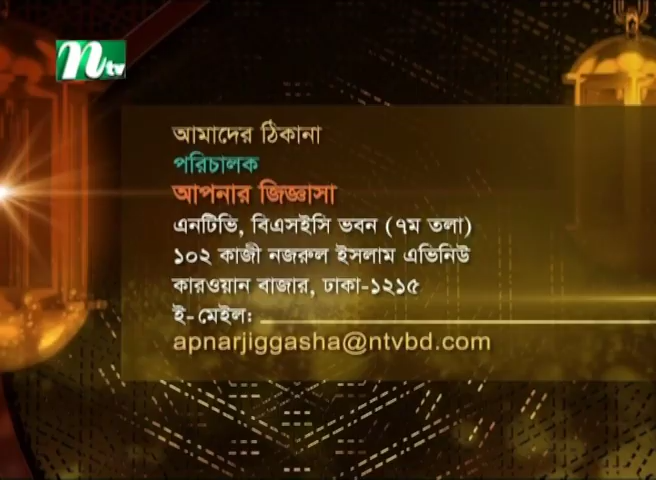 ntv
আমাদের ঠিকানা
পরিচালক
আপনার জিজ্ঞাসা
এনটিভি, বিএসইসি ভবন (৭ম তলা)
১০২ কাজী নজরুল ইসলাম এভিনিউ
কারওয়ান বাজার, ঢাকা-১২১৫
ই-মেইল:
apnarjiggasha@ntvbd.com